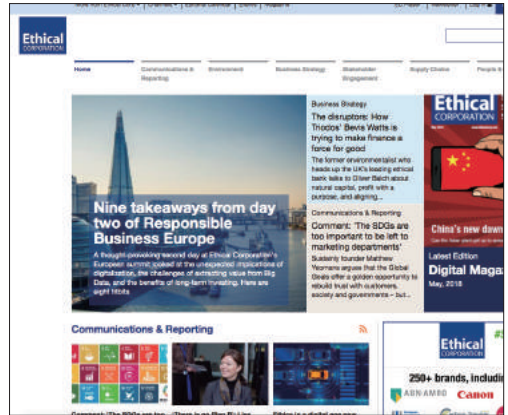 Ethical
CORPORATION
Home
Communications &
Reporting
Environment
Business Strategy
Stakeholder
Engagement
Supply Chains
People &
Nine takeaways from day
two of Responsible
Business Europe
A thought-provoking second day at Ethical Corporation's
European summit looked at the unexpected implications of
digitalization, the challenges of extracting value from Big
Data, and the benefits of long-term investing. Here are
eight titbits
Business Strategy
The disruptors: How
Triodos' Bevis Watts is
trying to make finance a
force for good
The former environmentalist who
heads up the UK's leading ethical
bank talks to Oliver Balch about
natural capital, profit with a
purpose, and aligning...
Communications & Reporting
Comment: 'The SDGs are
too important to be left to
marketing departments'
Sustainly founder Matthew
Yeomans argues that the Global
Goals offer a golden opportunity to
rebuild trust with customers,
society and governments – but...
Ethical
CORPORATION
China's new dawn
Latest Edition
Digital Maga
May, 2018
Communications & Reporting
Ethical
CORPORATION
250+ brands, includin
ABN·AMRO
Canon